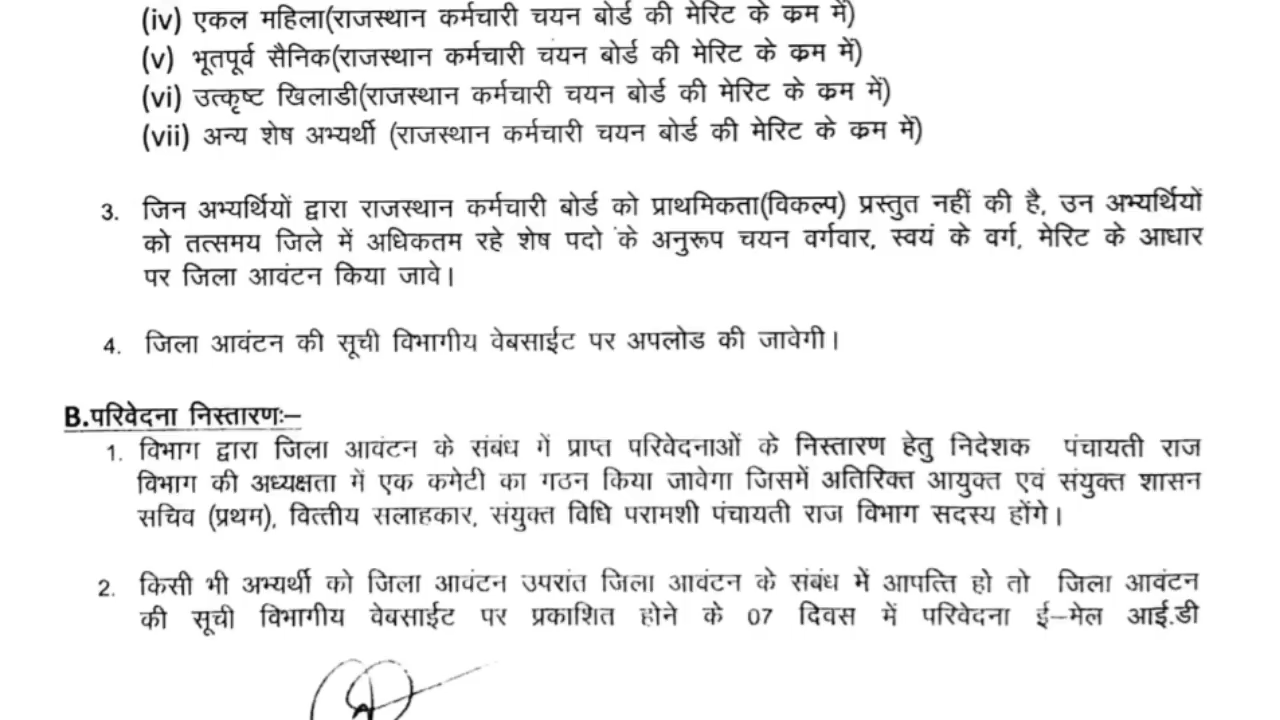 (iv) एकल महिला(राजस्थान कर्मचारी चयन बोर्ड की मेरिट के क्रम में)
(v) भूतपूर्व सैनिक(राजस्थान कर्मचारी चयन बोर्ड की मेरिट के क्रम में)
(vi) उत्कृष्ट खिलाडी(राजस्थान कर्मचारी चयन बोर्ड की मेरिट के क्रम में)
(vii) अन्य शेष अभ्यर्थी (राजस्थान कर्मचारी चयन बोर्ड की मेरिट के क्रम में)
3. जिन अभ्यर्थियों द्वारा राजस्थान कर्मचारी बोर्ड को प्राथमिकता(विकल्प) प्रस्तुत नहीं की है, उन अभ्यर्थियों
को तत्समय जिले में अधिकतम रहे शेष पदो के अनुरूप चयन वर्गवार, स्वयं के वर्ग, मेरिट के आधार
पर जिला आवंटन किया जावे।
4. जिला आवंटन की सूची विभागीय वेबसाईट पर अपलोड की जावेगी।
B.परिवेदना निस्तारणः–
1. विभाग द्वारा जिला आवंटन के संबंध में प्राप्त परिवेदनाओं के निस्तारण हेतु निदेशक पंचायती राज
विभाग की अध्यक्षता में एक कमेटी का गठन किया जावेगा जिसमें अतिरिक्त आयुक्त एवं संयुक्त शासन
सचिव (प्रथम), वित्तीय सलाहकार, संयुक्त विधि परामशी पंचायती राज विभाग सदस्य होंगे।
2. किसी भी अभ्यर्थी को जिला आवंटन उपरांत जिला आवंटन के संबंध में आपत्ति हो तो जिला आवंटन
की सूची विभागीय वेबसाईट पर प्रकाशित होने के 07 दिवस में परिवेदना ई–मेल आई.डी